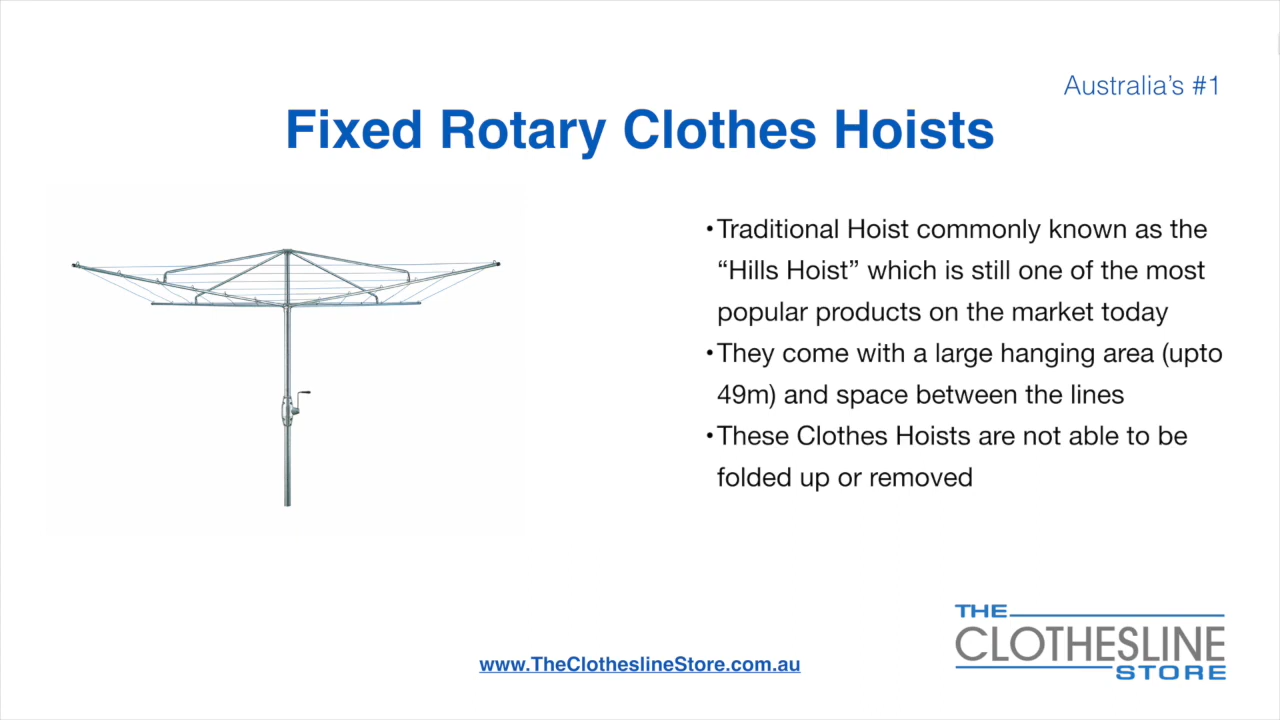 Australia's #1
Fixed Rotary Clothes Hoists
•Traditional Hoist commonly known as the
“Hills Hoist” which is still one of the most
popular products on the market today
•They come with a large hanging area (upto
49m) and space between the lines
•These Clothes Hoists are not able to be
folded up or removed
THE
CLOTHESLINE
STORE
www.TheClotheslineStore.com.au